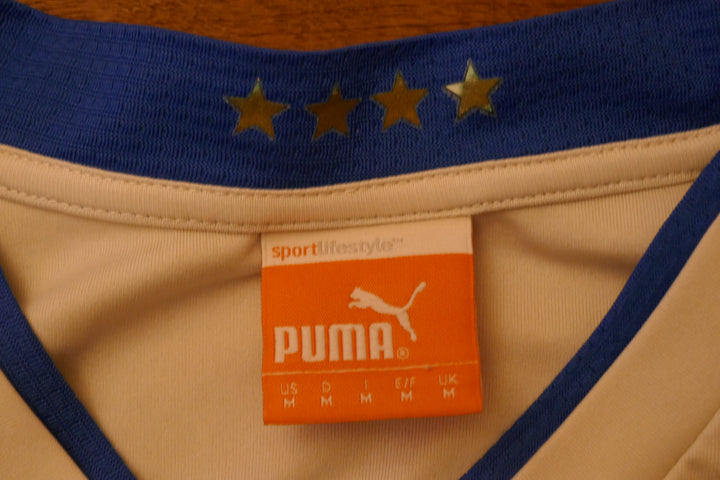 sportlifestyle™
PUMA®
US D I E/F UK
M M M M M